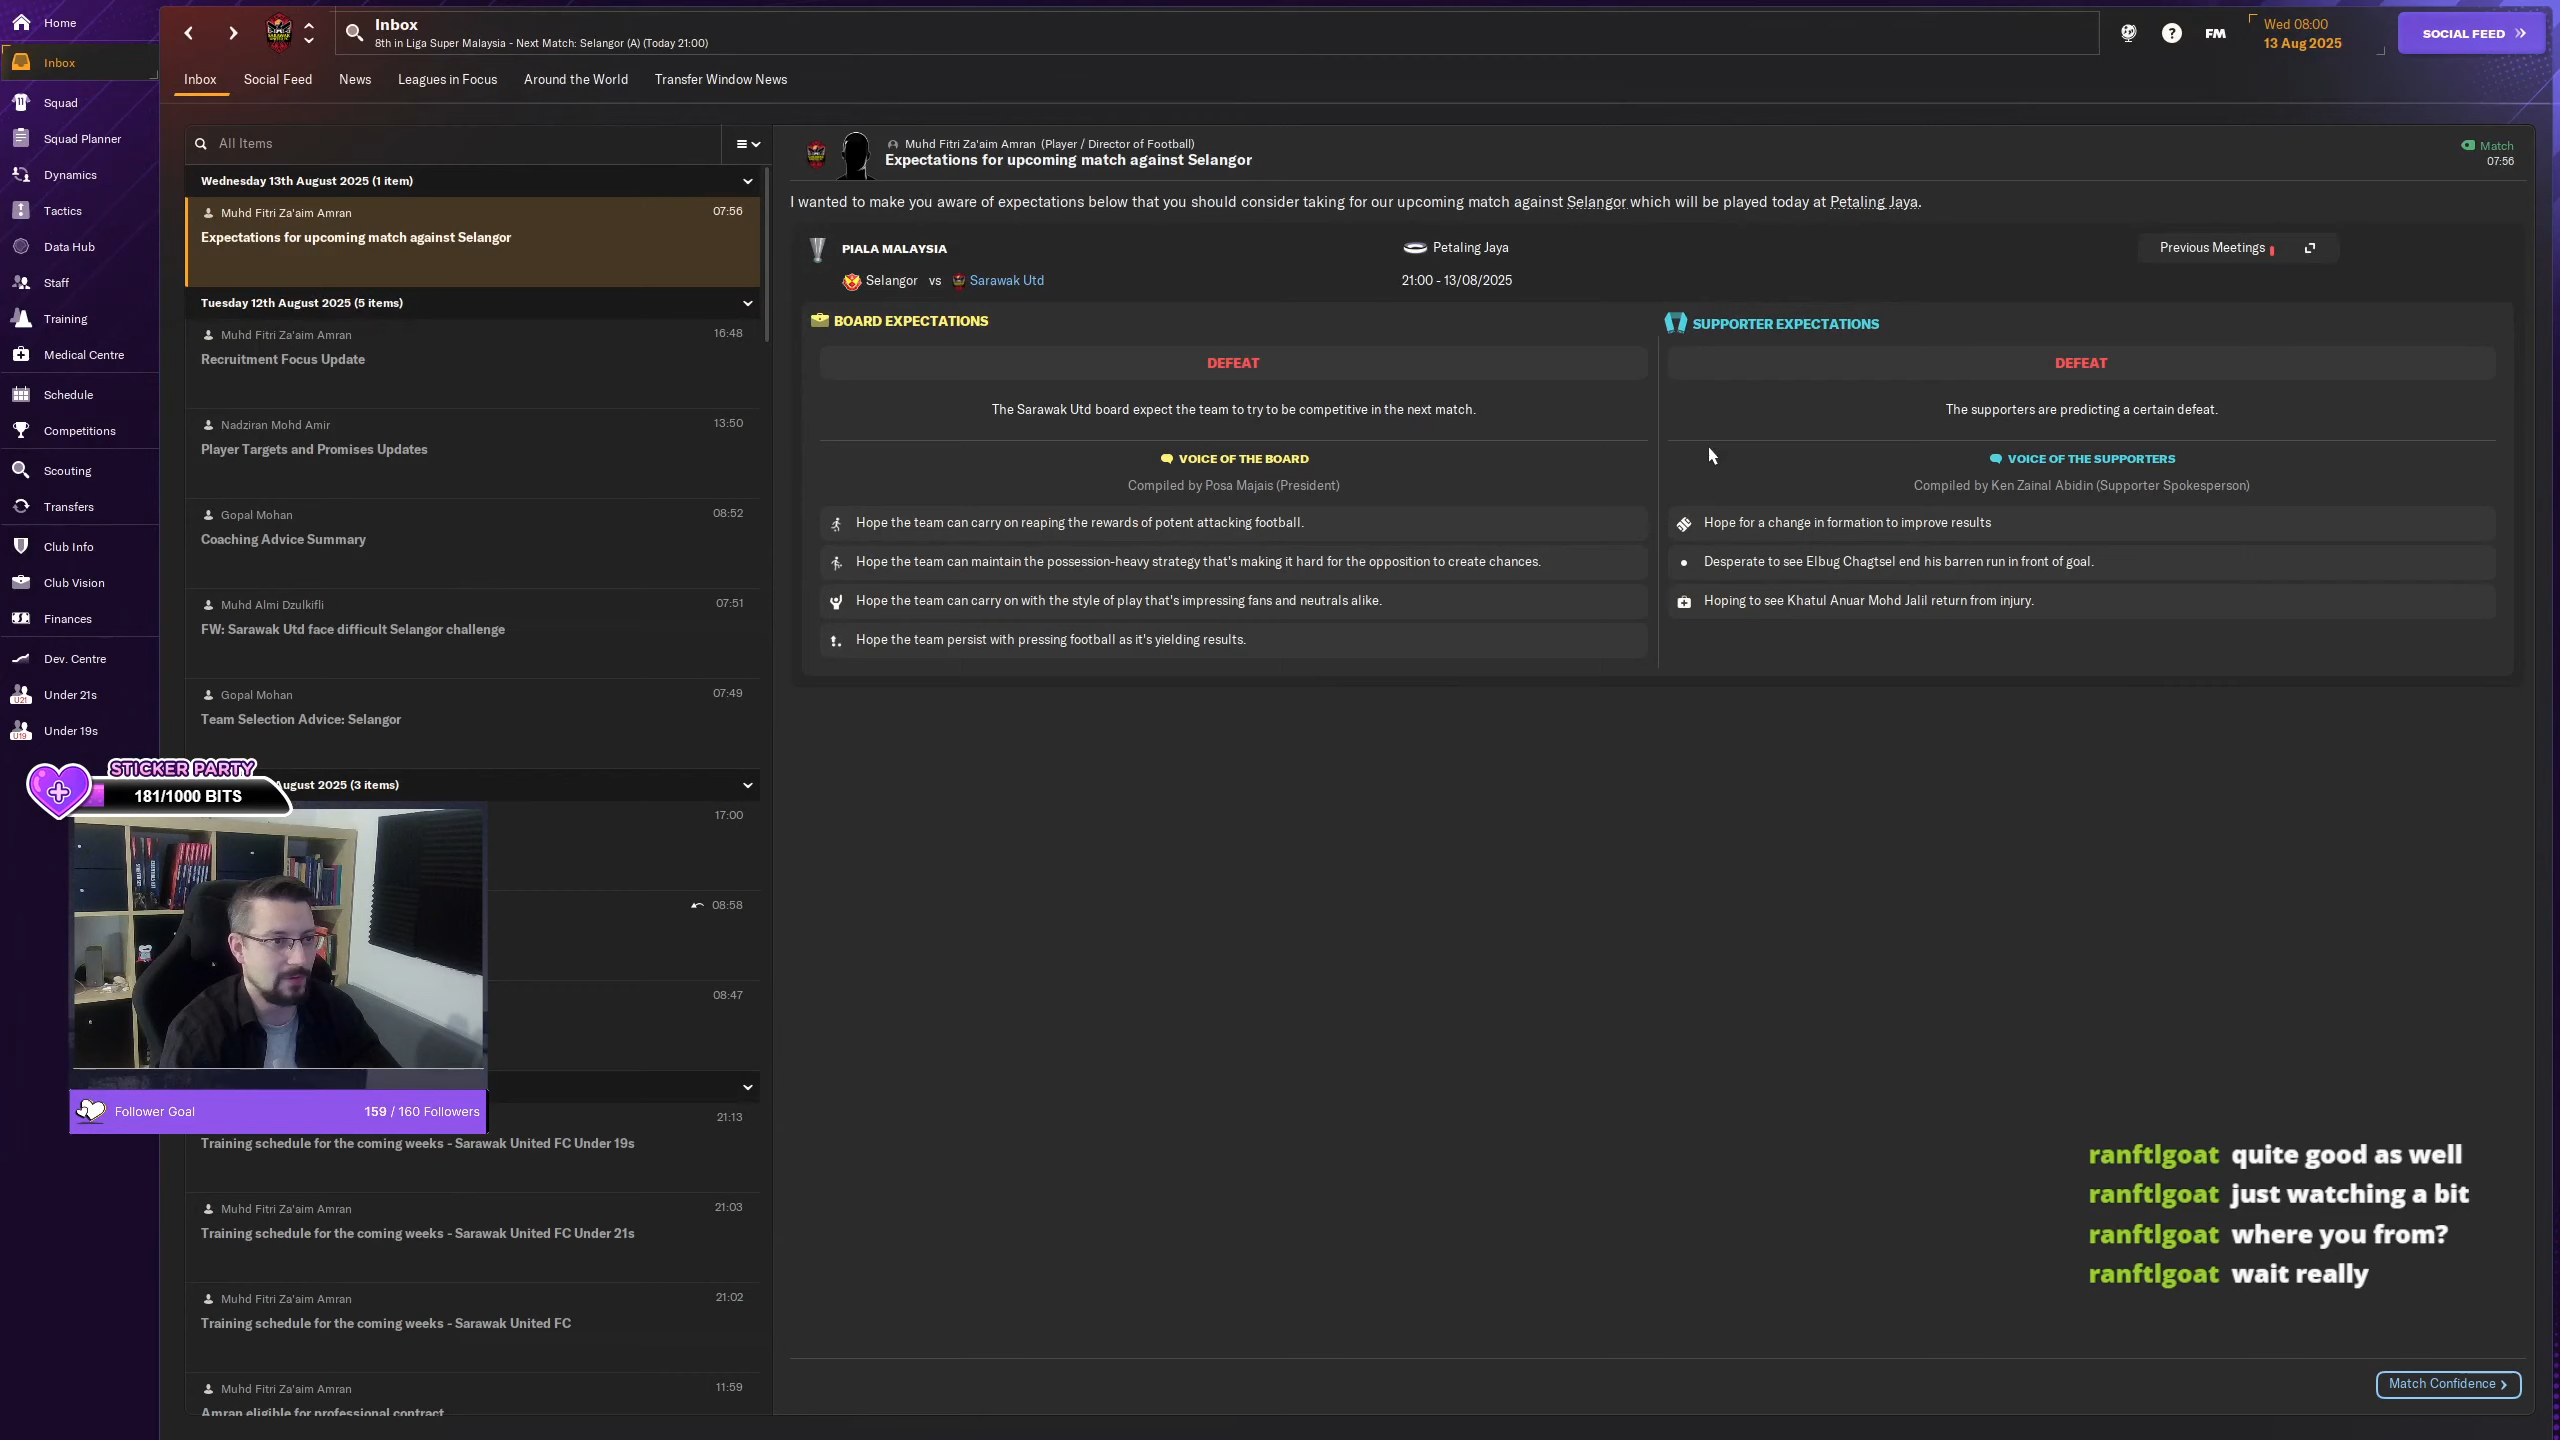 Home
Inbox
Squad
Squad Planner
Dynamics
Tactics
Data Hub
Staff
Training
Medical Centre
Schedule
Competitions
Scouting
Transfers
Club Info
Club Vision
Finances
Dev. Centre
Under 21s
Under 19s
Inbox
8th in Liga Super Malaysia - Next Match: Selangor (A) (Today 21:00)
FM
Wed 08:00
13 Aug 2025
SOCIAL FEED
Inbox Social Feed News Leagues in Focus Around the World Transfer Window News
All Items
Wednesday 13th August 2025 (1 item)
Muhd Fitri Za'aim Amran 07:56
Expectations for upcoming match against Selangor
Tuesday 12th August 2025 (5 items)
Muhd Fitri Za'aim Amran 16:48
Recruitment Focus Update
Nadziran Mohd Amir 13:50
Player Targets and Promises Updates
Gopal Mohan 08:52
Coaching Advice Summary
Muhd Almi Dzulkifli 07:51
FW: Sarawak Utd face difficult Selangor challenge
Gopal Mohan 07:49
Team Selection Advice: Selangor
August 2025 (3 items)
17:00
08:58
08:47
21:13
Training schedule for the coming weeks - Sarawak United FC Under 19s
Muhd Fitri Za'aim Amran 21:03
Training schedule for the coming weeks - Sarawak United FC Under 21s
Muhd Fitri Za'aim Amran 21:02
Training schedule for the coming weeks - Sarawak United FC
Muhd Fitri Za'aim Amran 11:59
Amran eligible for professional contract
STICKER PARTY
181/1000 BITS
Follower Goal 159 / 160 Followers
Muhd Fitri Za'aim Amran (Player / Director of Football)
Expectations for upcoming match against Selangor
Match
07:56
I wanted to make you aware of expectations below that you should consider taking for our upcoming match against Selangor which will be played today at Petaling Jaya.
PIALA MALAYSIA
Petaling Jaya
Previous Meetings
Selangor vs Sarawak Utd
21:00 - 13/08/2025
BOARD EXPECTATIONS
DEFEAT
The Sarawak Utd board expect the team to try to be competitive in the next match.
VOICE OF THE BOARD
Compiled by Posa Majais (President)
Hope the team can carry on reaping the rewards of potent attacking football.
Hope the team can maintain the possession-heavy strategy that's making it hard for the opposition to create chances.
Hope the team can carry on with the style of play that's impressing fans and neutrals alike.
Hope the team persist with pressing football as it's yielding results.
SUPPORTER EXPECTATIONS
DEFEAT
The supporters are predicting a certain defeat.
VOICE OF THE SUPPORTERS
Compiled by Ken Zainal Abidin (Supporter Spokesperson)
Hope for a change in formation to improve results
Desperate to see Elbug Chagtsel end his barren run in front of goal.
Hoping to see Khatul Anuar Mohd Jalil return from injury.
ranftlgoat quite good as well
ranftlgoat just watching a bit
ranftlgoat where you from?
ranftlgoat wait really
Match Confidence